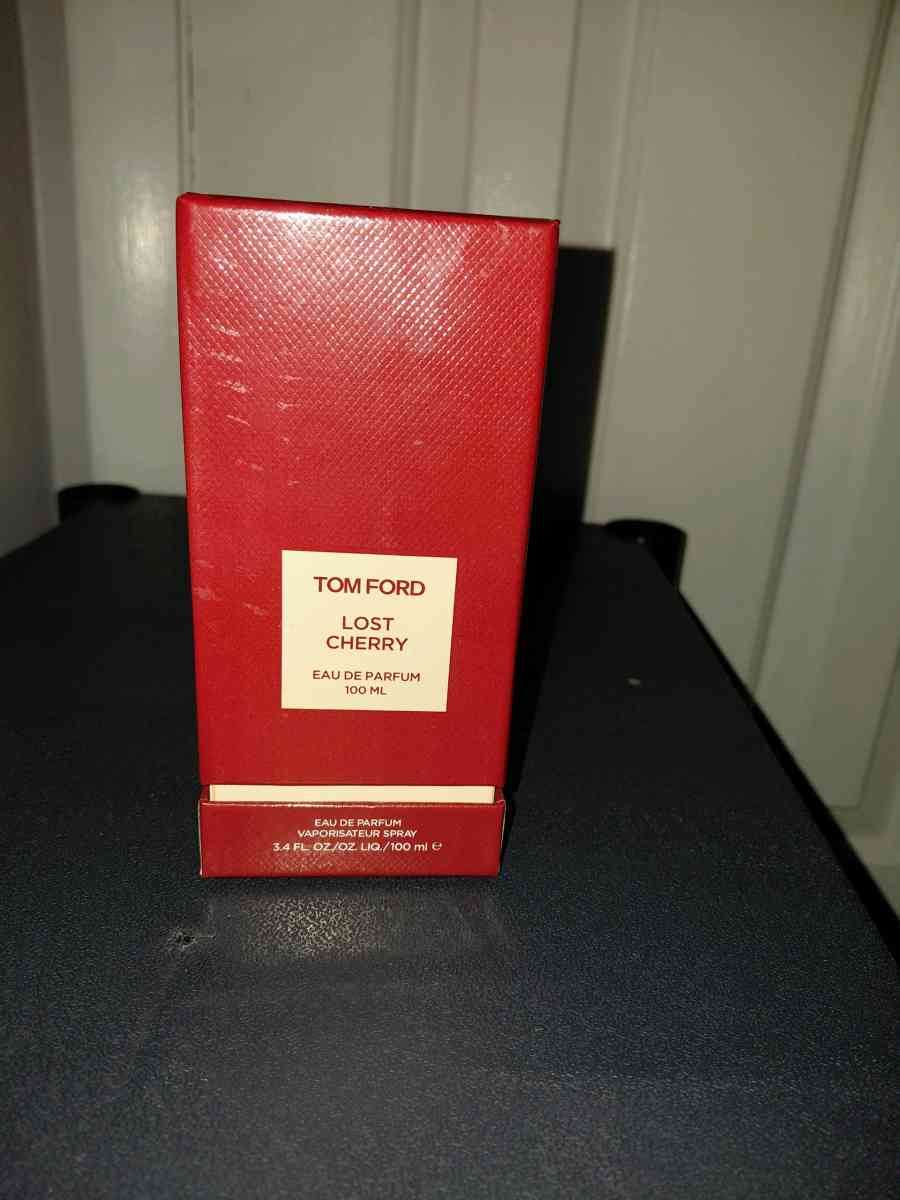 TOM FORD
LOST
CHERRY
EAU DE PARFUM
100 ML
EAU DE PARFUM
VAPORISATEUR SPRAY
3.4 FL. OZ./OZ. LIQ./100 ml ℮